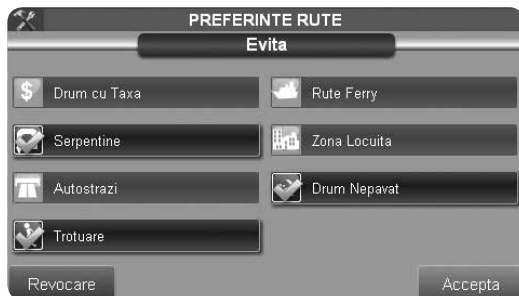 PREFERINTE RUTE
Evita
$ Drum cu Taxa
Rute Ferry
Serpentine
Zona Locuita
Autostrazi
Drum Nepavat
Trotuare
Revocare
Accepta